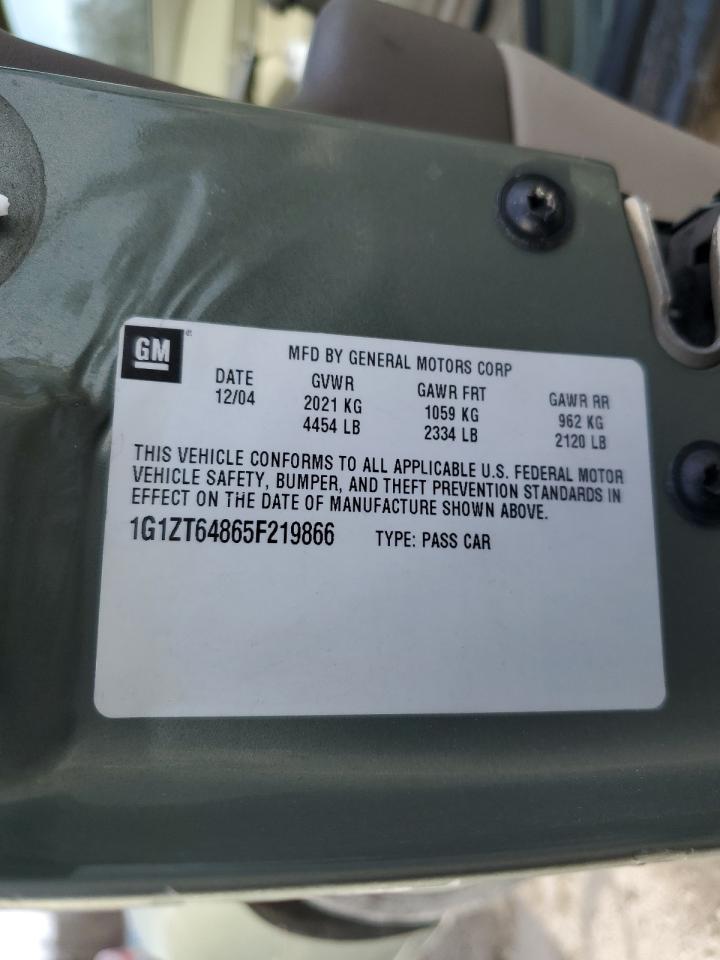 GM
MFD BY GENERAL MOTORS CORP
DATE GVWR GAWR FRT GAWR RR
12/04 2021 KG 1059 KG 962 KG
4454 LB 2334 LB 2120 LB
THIS VEHICLE CONFORMS TO ALL APPLICABLE U.S. FEDERAL MOTOR
VEHICLE SAFETY, BUMPER, AND THEFT PREVENTION STANDARDS IN
EFFECT ON THE DATE OF MANUFACTURE SHOWN ABOVE.
1G1ZT64865F219866 TYPE: PASS CAR